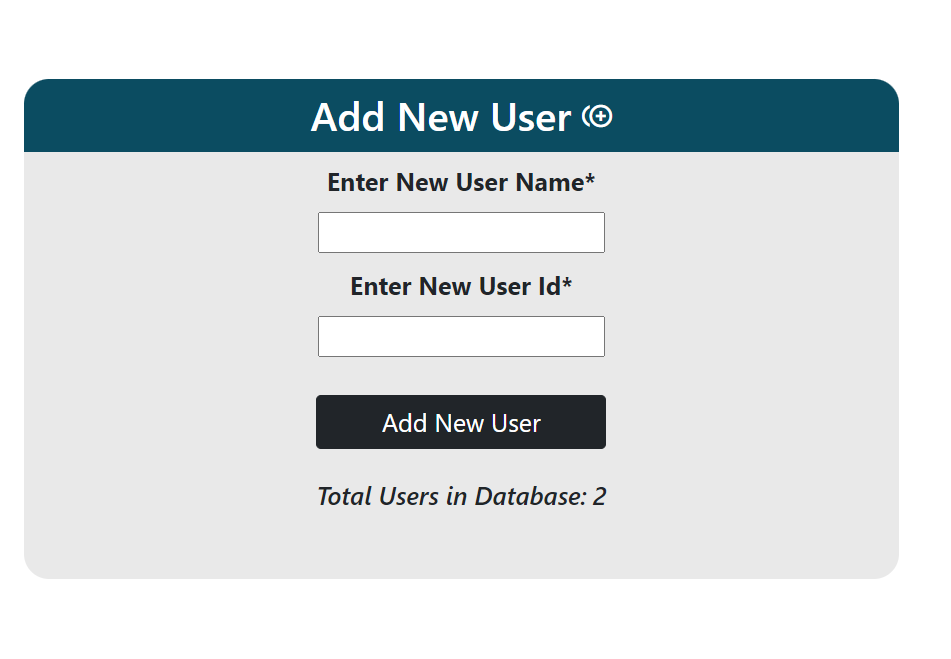 Add New User
Enter New User Name*
Enter New User Id*
Add New User
Total Users in Database: 2